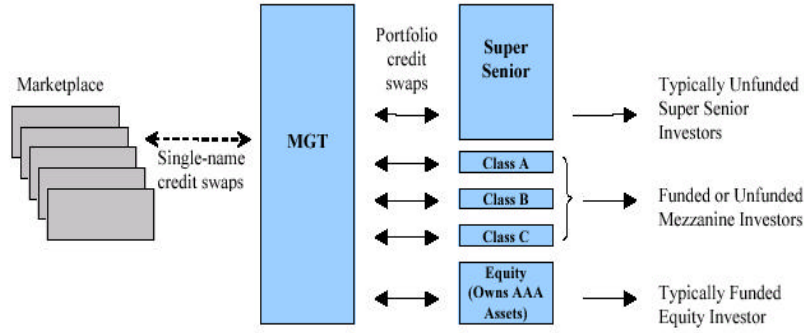 Marketplace
Single-name
credit swaps
MGT
Portfolio
credit
swaps
Super
Senior
Class A
Class B
Class C
Equity
(Owns AAA
Assets)
Typically Unfunded
Super Senior
Investors
Funded or Unfunded
Mezzanine Investors
Typically Funded
Equity Investor